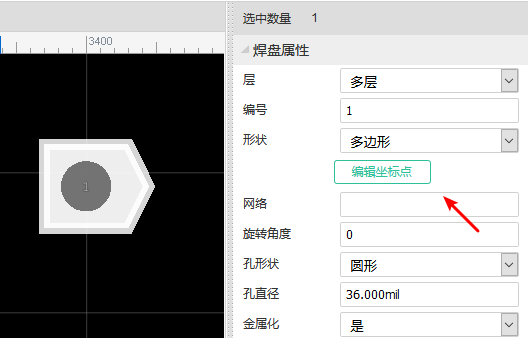 选中数量 1
3400
焊盘属性
层 多层
编号 1
形状 多边形
编辑坐标点
1
网络
旋转角度 0
孔形状 圆形
孔直径 36.000mil
金属化 是